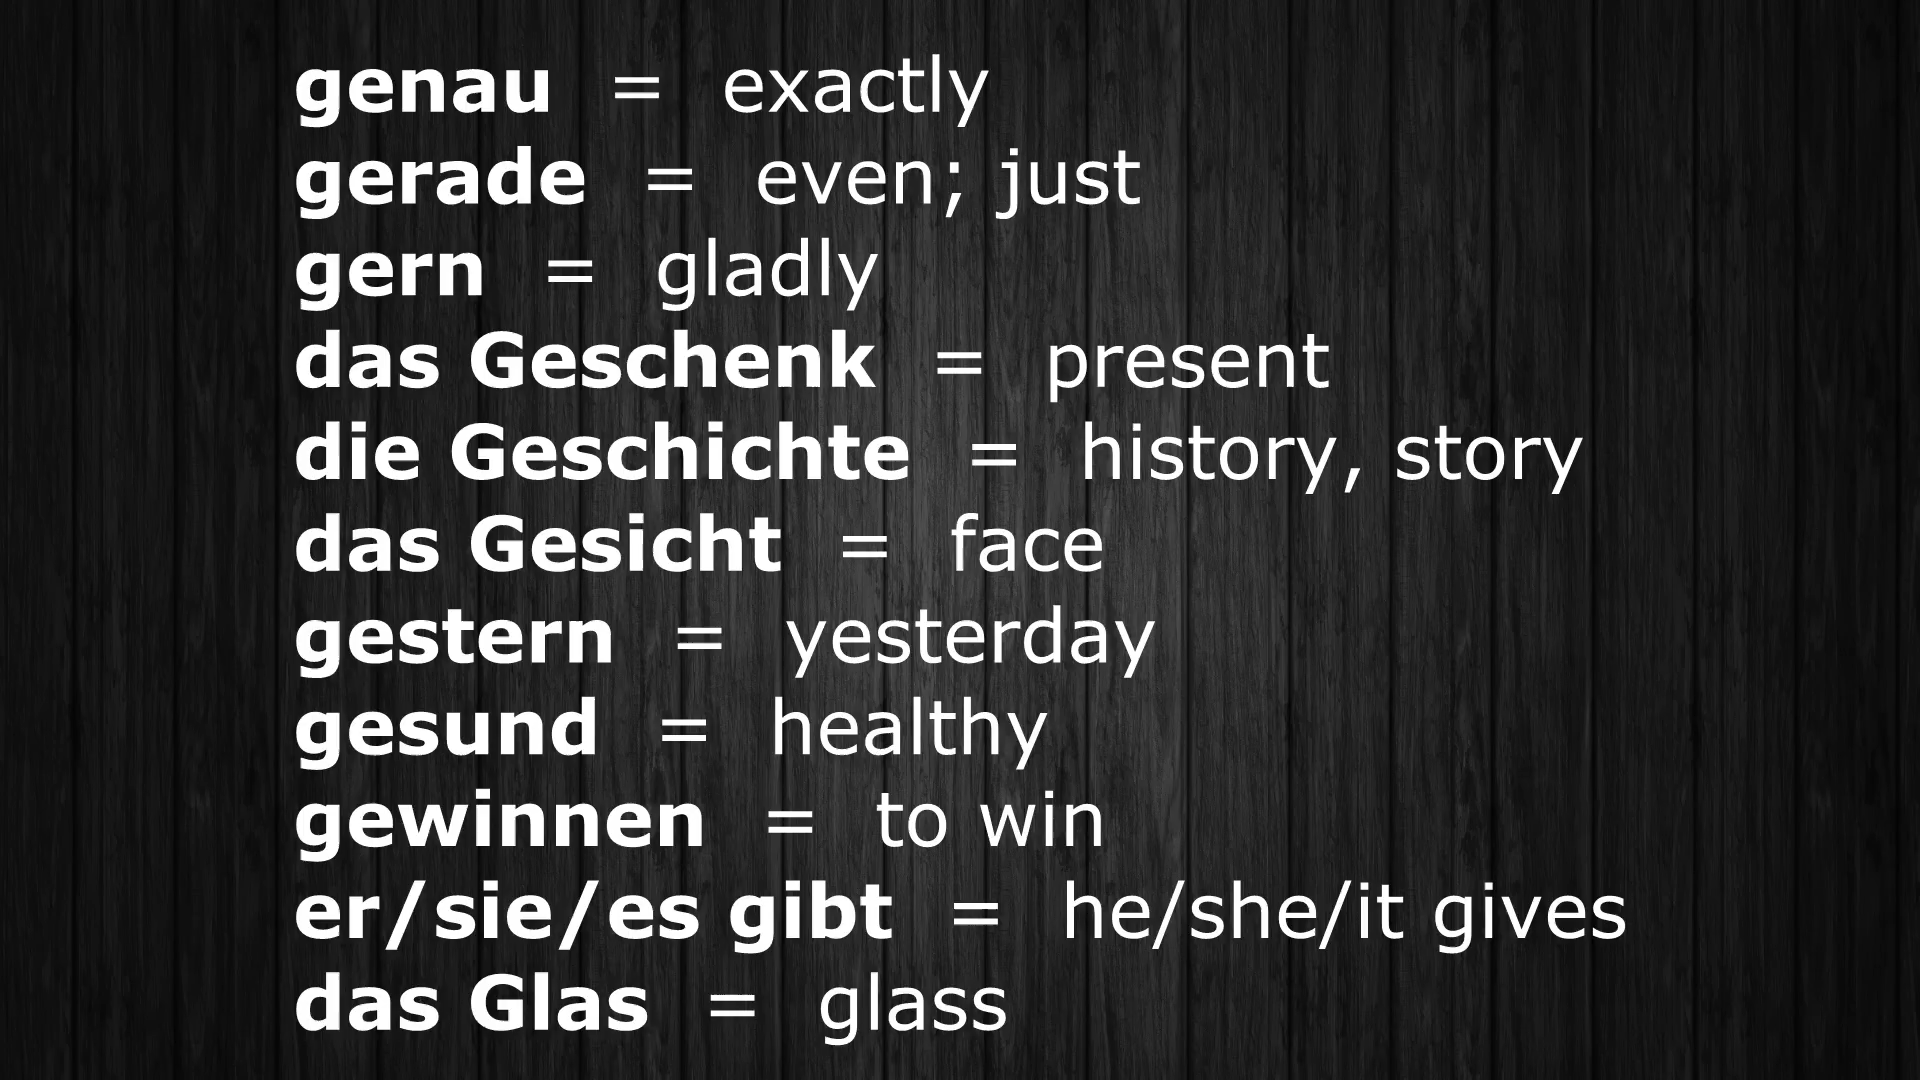 genau = exactly
gerade = even; just
gern = gladly
das Geschenk = present
die Geschichte = history, story
das Gesicht = face
gestern = yesterday
gesund = healthy
gewinnen = to win
er/sie/es gibt = he/she/it gives
das Glas = glass